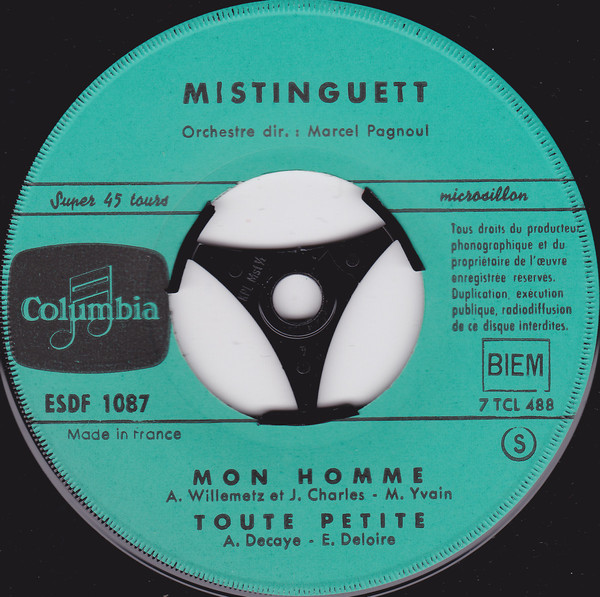 MISTINGUETT
Orchestre dir. : Marcel Pagnoul
Super 45 tours
microsillon
Tous droits du producteur
phonographique et du
propriétaire de l'œuvre
enregistrée réservés.
Duplication, exécution
publique, radiodiffusion
de ce disque interdites.
Columbia
BIEM
ESDF 1087
7 TCL 488
Made in France
S
MON HOMME
A. Willemetz et J. Charles - M. Yvain
TOUTE PETITE
A. Decaye - E. Deloire